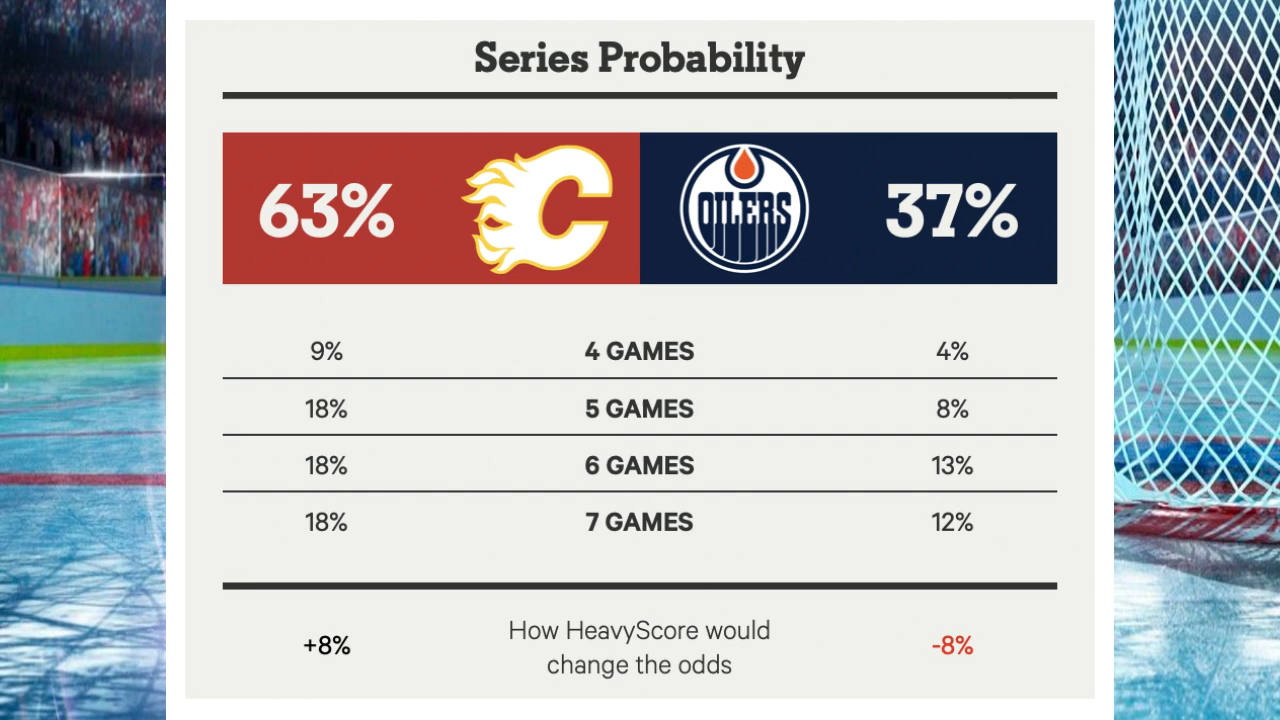 Series Probability
63% C OILERS 37%
9% 4 GAMES 4%
18% 5 GAMES 8%
18% 6 GAMES 13%
18% 7 GAMES 12%
How HeavyScore would
+8% -8%
change the odds